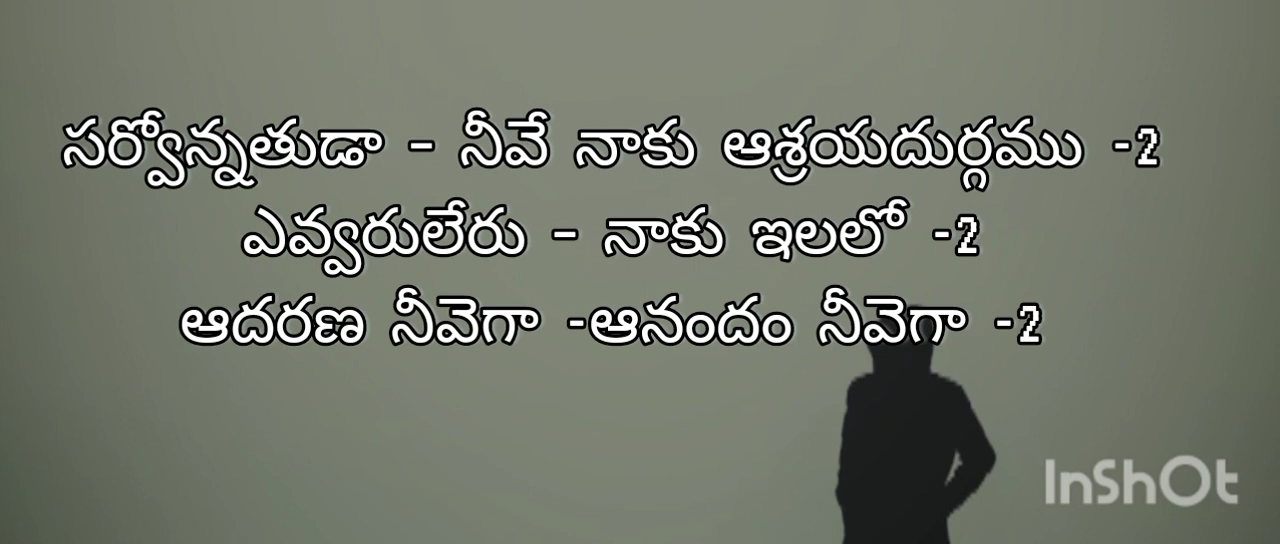 సర్వోన్నతుడా – నీవే నాకు ఆశ్రయదుర్గము -2
ఎవ్వరులేరు – నాకు ఇలలో -2
ఆదరణ నీవెగా -ఆనందం నీవెగా -2
InShOt